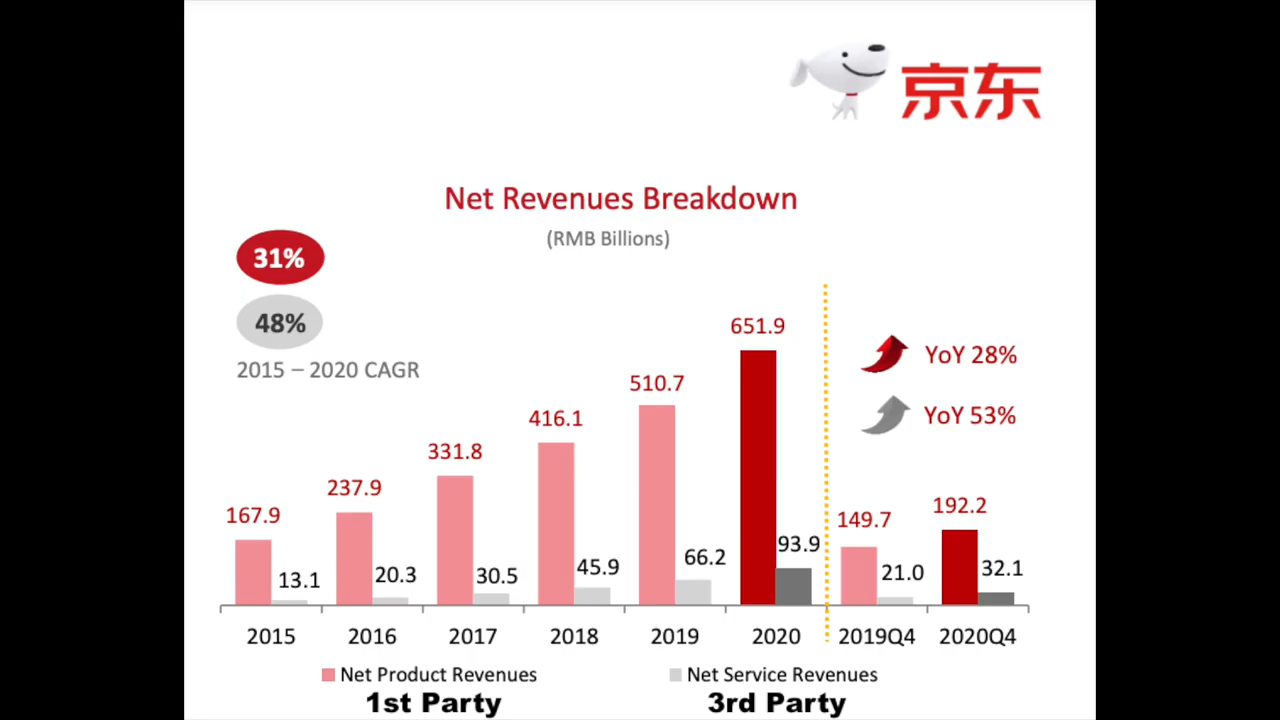 京东
Net Revenues Breakdown
(RMB Billions)
31%
48%
2015 – 2020 CAGR
167.9
13.1
237.9
20.3
331.8
30.5
416.1
45.9
510.7
66.2
651.9
93.9
149.7
21.0
192.2
32.1
YoY 28%
YoY 53%
2015 2016 2017 2018 2019 2020 2019Q4 2020Q4
Net Product Revenues Net Service Revenues
1st Party 3rd Party